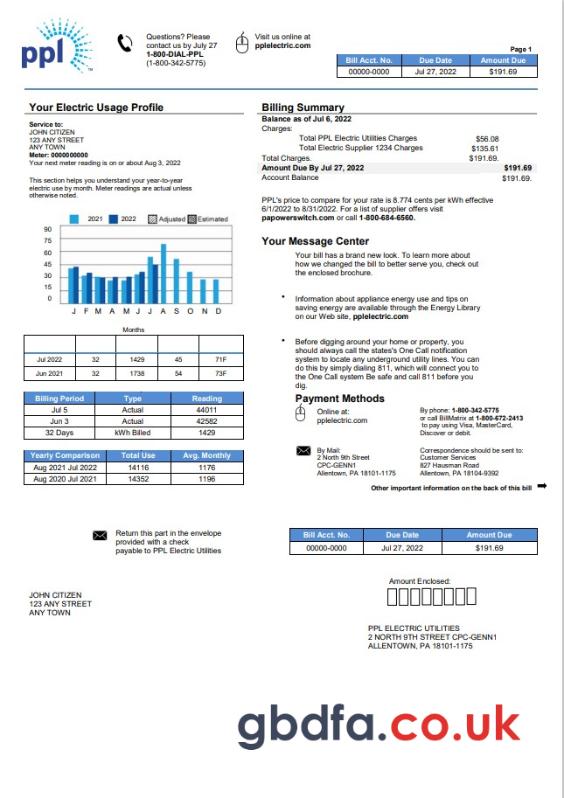 ppl
TM
Questions? Please
contact us by July 27
1-800-DIAL-PPL
(1-800-342-5775)
Visit us online at
pplelectric.com
Page 1
Bill Acct. No. Due Date Amount Due
00000-0000 Jul 27, 2022 $191.69
Your Electric Usage Profile
Service to:
JOHN CITIZEN
123 ANY STREET
ANY TOWN
Meter: 0000000000
Your next meter reading is on or about Aug 3, 2022
This section helps you understand your year-to-year
electric use by month. Meter readings are actual unless
otherwise noted.
2021 2022 Adjusted Estimated
90
75
60
45
30
15
0
J F M A M J J A S O N D
Months
Jul 2022 32 1429 45 71F
Jun 2021 32 1738 54 73F
Billing Period Type Reading
Jul 5 Actual 44011
Jun 3 Actual 42582
32 Days kWh Billed 1429
Yearly Comparison Total Use Avg. Monthly
Aug 2021 Jul 2022 14116 1176
Aug 2020 Jul 2021 14352 1196
Billing Summary
Balance as of Jul 6, 2022
Charges:
Total PPL Electric Utilities Charges $56.08
Total Electric Supplier 1234 Charges $135.61
Total Charges. $191.69.
Amount Due By Jul 27, 2022 $191.69
Account Balance $191.69.
PPL's price to compare for your rate is 8.774 cents per kWh effective
6/1/2022 to 8/31/2022. For a list of supplier offers visit
papowerswitch.com or call 1-800-684-6560.
Your Message Center
Your bill has a brand new look. To learn more about
how we changed the bill to better serve you, check out
the enclosed brochure.
• Information about appliance energy use and tips on
saving energy are available through the Energy Library
on our Web site, pplelectric.com
• Before digging around your home or property, you
should always call the states's One Call notification
system to locate any underground utility lines. You can
do this by simply dialing 811, which will connect you to
the One Call system Be safe and call 811 before you
dig.
Payment Methods
Online at:
pplelectric.com
By phone: 1-800-342-5775
or call BillMatrix at 1-800-672-2413
to pay using Visa, MasterCard,
Discover or debit.
By Mail:
2 North 9th Street
CPC-GENN1
Allentown, PA 18101-1175
Correspondence should be sent to:
Customer Services
827 Hausman Road
Allentown, PA 18104-9392
Other important information on the back of this bill
Return this part in the envelope
provided with a check
payable to PPL Electric Utilities
Bill Acct. No. Due Date Amount Due
00000-0000 Jul 27, 2022 $191.69
Amount Enclosed:
JOHN CITIZEN
123 ANY STREET
ANY TOWN
PPL ELECTRIC UTILITIES
2 NORTH 9TH STREET CPC-GENN1
ALLENTOWN, PA 18101-1175
gbdfa.co.uk